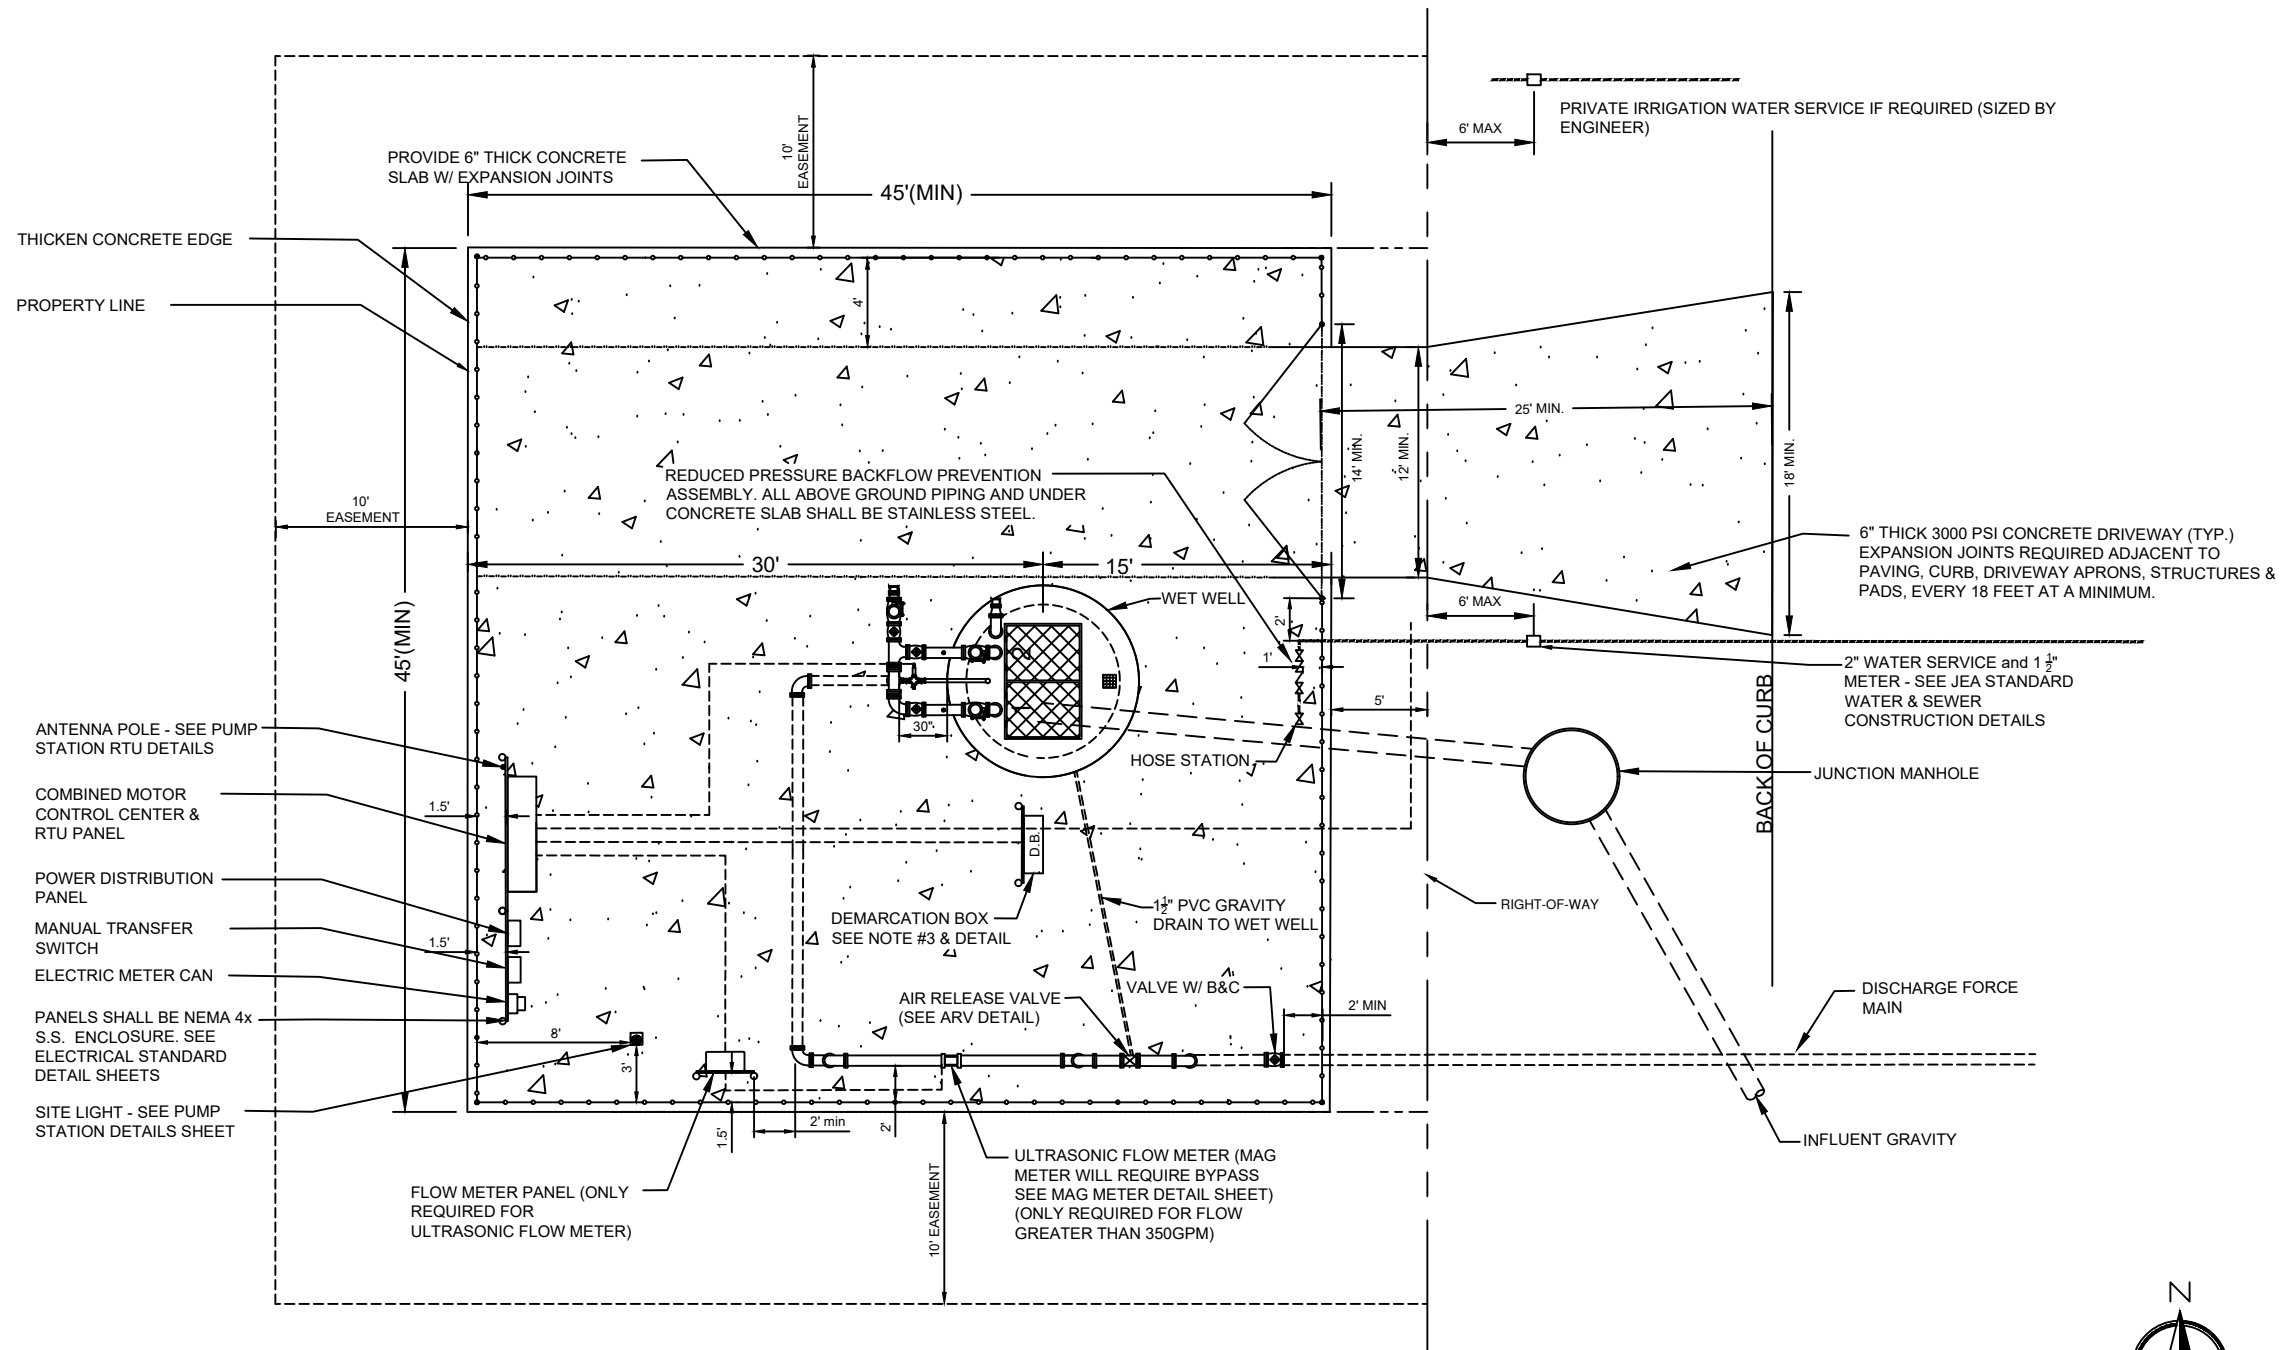 PRIVATE IRRIGATION WATER SERVICE IF REQUIRED (SIZED BY
ENGINEER)
6' MAX
10'
EASEMENT
PROVIDE 6" THICK CONCRETE
SLAB W/ EXPANSION JOINTS
45'(MIN)
THICKEN CONCRETE EDGE
PROPERTY LINE
4'
25' MIN.
14' MIN.
12' MIN.
18' MIN.
REDUCED PRESSURE BACKFLOW PREVENTION
ASSEMBLY. ALL ABOVE GROUND PIPING AND UNDER
CONCRETE SLAB SHALL BE STAINLESS STEEL.
10'
EASEMENT
6" THICK 3000 PSI CONCRETE DRIVEWAY (TYP.)
EXPANSION JOINTS REQUIRED ADJACENT TO
PAVING, CURB, DRIVEWAY APRONS, STRUCTURES &
PADS, EVERY 18 FEET AT A MINIMUM.
30'
15'
WET WELL
6' MAX
2'
1'
45'(MIN)
2" WATER SERVICE and 1 1/2"
METER - SEE JEA STANDARD
WATER & SEWER
CONSTRUCTION DETAILS
BACK OF CURB
5'
30"
ANTENNA POLE - SEE PUMP
STATION RTU DETAILS
HOSE STATION
JUNCTION MANHOLE
COMBINED MOTOR
CONTROL CENTER &
RTU PANEL
1.5'
D.B.
POWER DISTRIBUTION
PANEL
DEMARCATION BOX
SEE NOTE #3 & DETAIL
1 1/2" PVC GRAVITY
DRAIN TO WET WELL
RIGHT-OF-WAY
MANUAL TRANSFER
SWITCH
1.5'
ELECTRIC METER CAN
AIR RELEASE VALVE
(SEE ARV DETAIL)
VALVE W/ B&C
2' MIN
DISCHARGE FORCE
MAIN
PANELS SHALL BE NEMA 4x
S.S. ENCLOSURE. SEE
ELECTRICAL STANDARD
DETAIL SHEETS
8'
3'
SITE LIGHT - SEE PUMP
STATION DETAILS SHEET
1.5'
2' min
2'
INFLUENT GRAVITY
FLOW METER PANEL (ONLY
REQUIRED FOR
ULTRASONIC FLOW METER)
10' EASEMENT
ULTRASONIC FLOW METER (MAG
METER WILL REQUIRE BYPASS
SEE MAG METER DETAIL SHEET)
(ONLY REQUIRED FOR FLOW
GREATER THAN 350GPM)
N